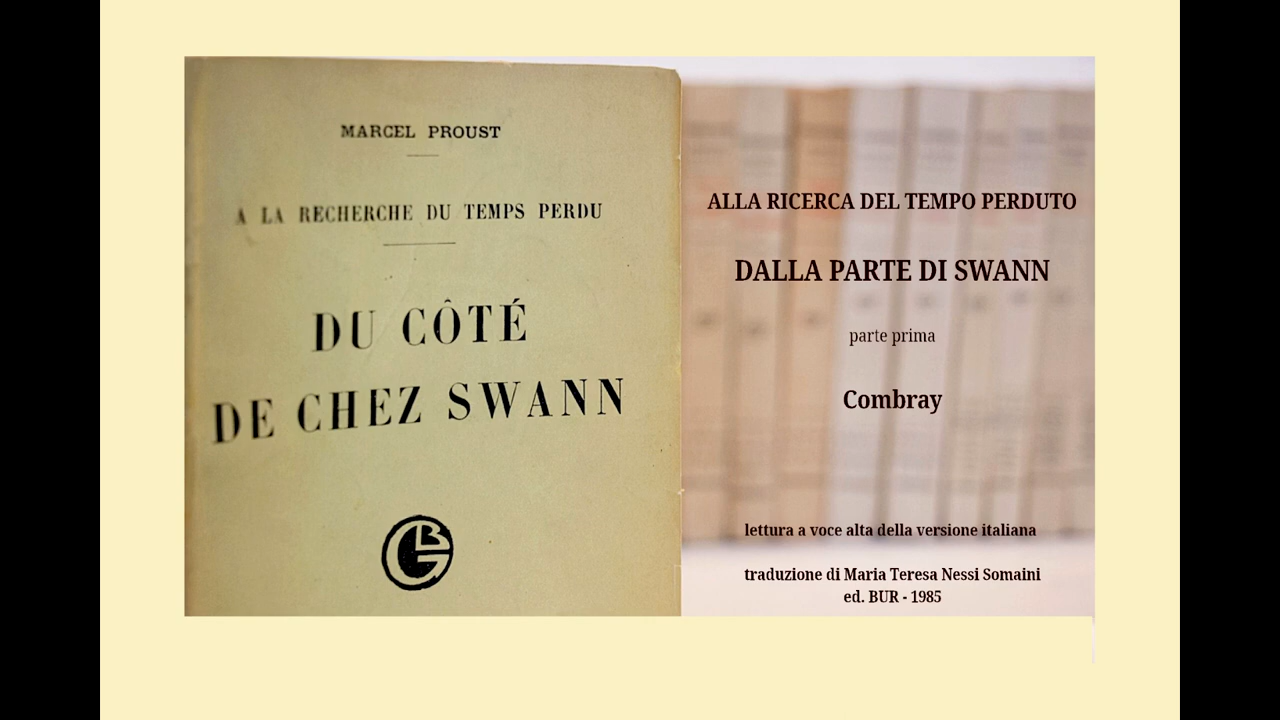 MARCEL PROUST
A LA RECHERCHE DU TEMPS PERDU
DU CÔTÉ
DE CHEZ SWANN
ALLA RICERCA DEL TEMPO PERDUTO
DALLA PARTE DI SWANN
parte prima
Combray
lettura a voce alta della versione italiana
traduzione di Maria Teresa Nessi Somaini
ed. BUR - 1985